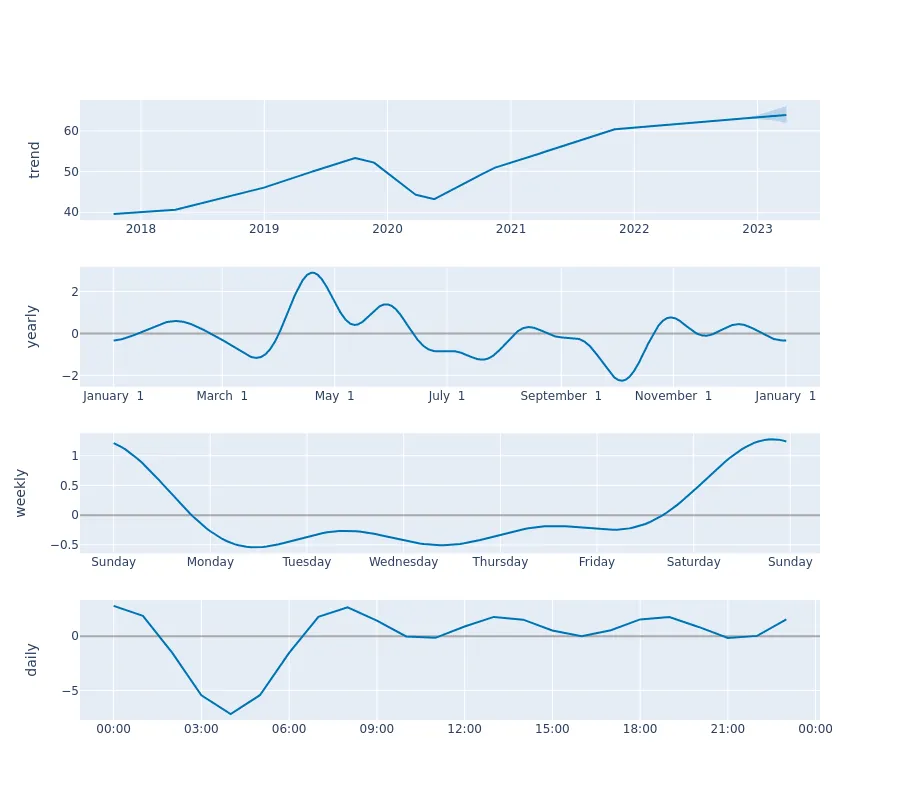 trend
60
50
40
2018 2019 2020 2021 2022 2023
yearly
2
0
−2
January 1 March 1 May 1 July 1 September 1 November 1 January 1
weekly
1
0.5
0
−0.5
Sunday Monday Tuesday Wednesday Thursday Friday Saturday Sunday
daily
0
−5
00:00 03:00 06:00 09:00 12:00 15:00 18:00 21:00 00:00